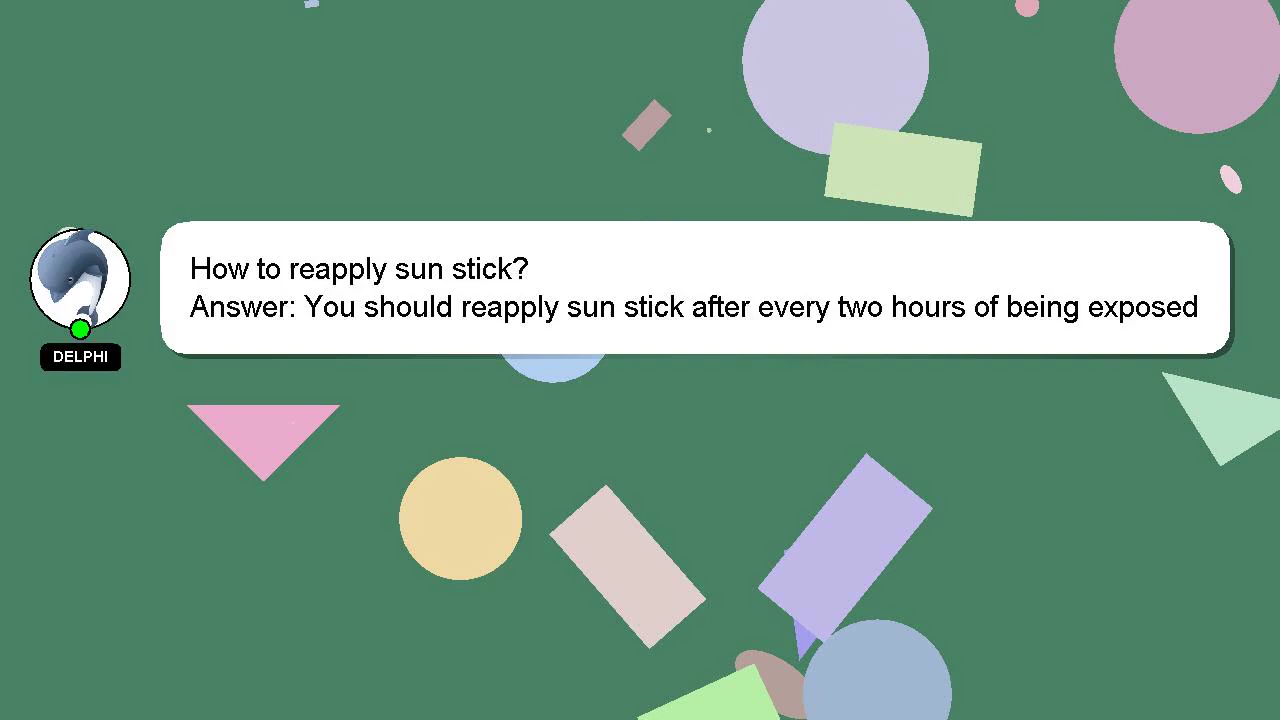 How to reapply sun stick?
Answer: You should reapply sun stick after every two hours of being exposed
DELPHI